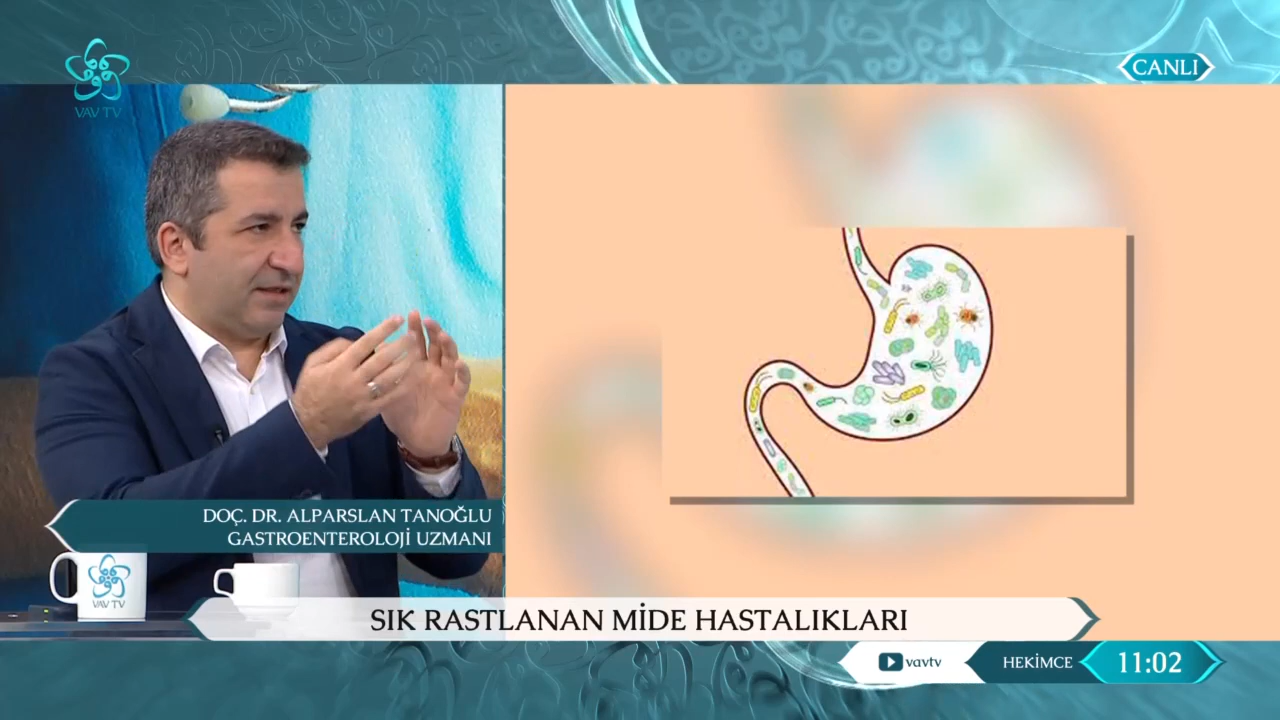 VAV TV
CANLI
DOÇ. DR. ALPARSLAN TANOĞLU
GASTROENTEROLOJİ UZMANI
VAV TV
SIK RASTLANAN MİDE HASTALIKLARI
vavtv
HEKİMCE
11:02